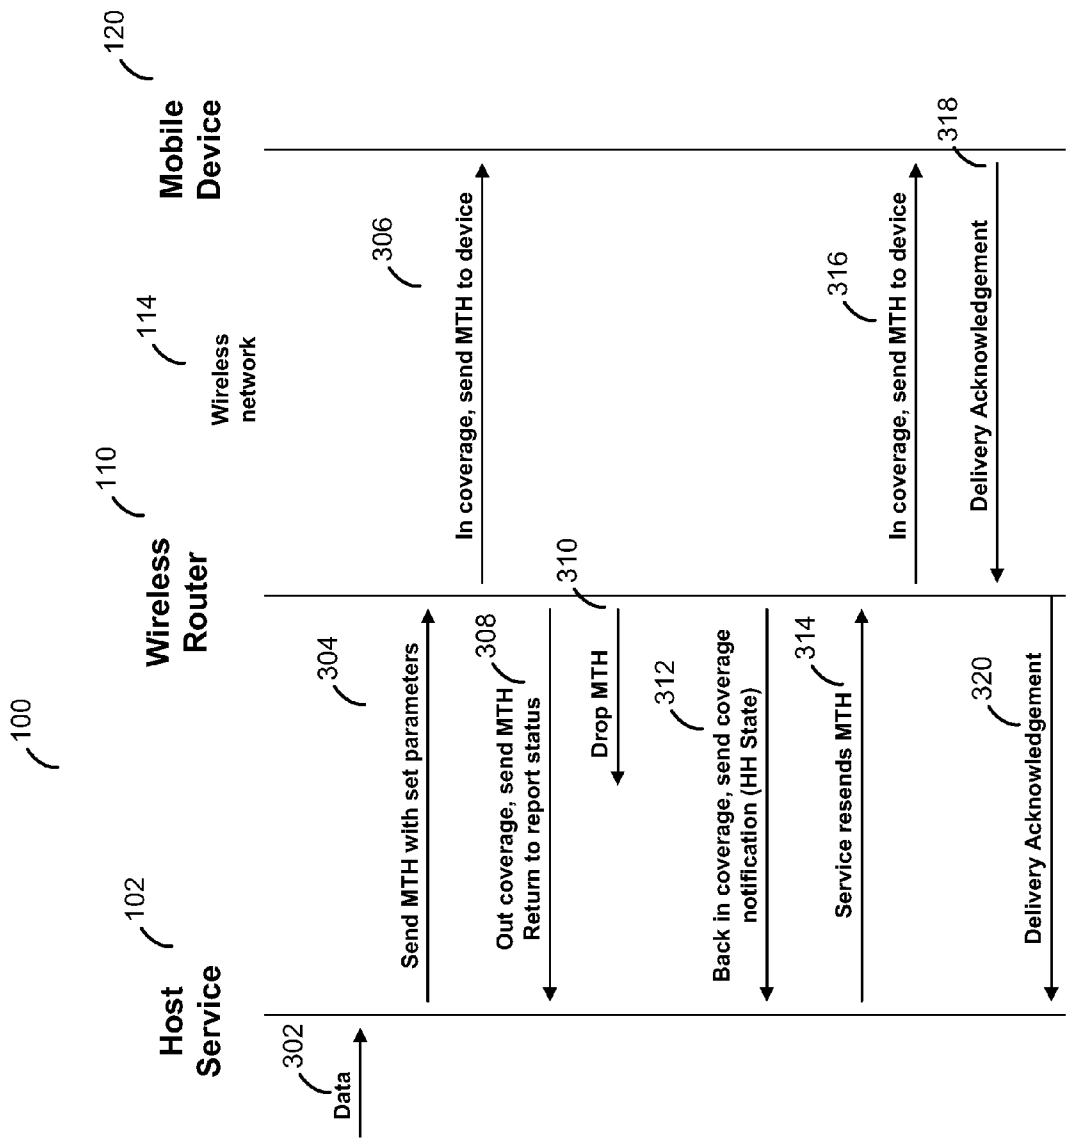 100
102
Host
Service
110
Wireless
Router
114
Wireless
network
120
Mobile
Device
302
Data
304
Send MTH with set parameters
306
In coverage, send MTH to device
308
Out coverage, send MTH
Return to report status
310
Drop MTH
312
Back in coverage, send coverage
notification (HH State)
314
Service resends MTH
316
In coverage, send MTH to device
318
Delivery Acknowledgement
320
Delivery Acknowledgement